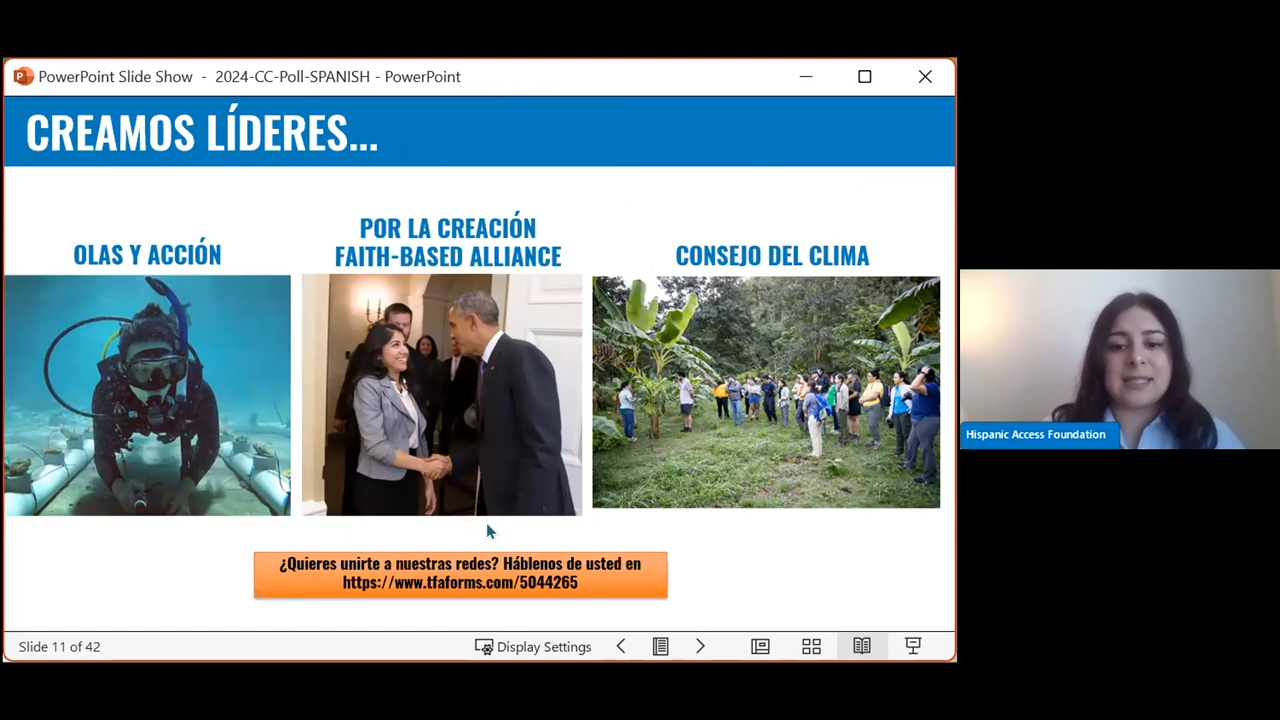 PowerPoint Slide Show - 2024-CC-Poll-SPANISH - PowerPoint
CREAMOS LÍDERES...
OLAS Y ACCIÓN
POR LA CREACIÓN
FAITH-BASED ALLIANCE
CONSEJO DEL CLIMA
¿Quieres unirte a nuestras redes? Háblenos de usted en
https://www.tfaforms.com/5044265
Slide 11 of 42
Display Settings
Hispanic Access Foundation